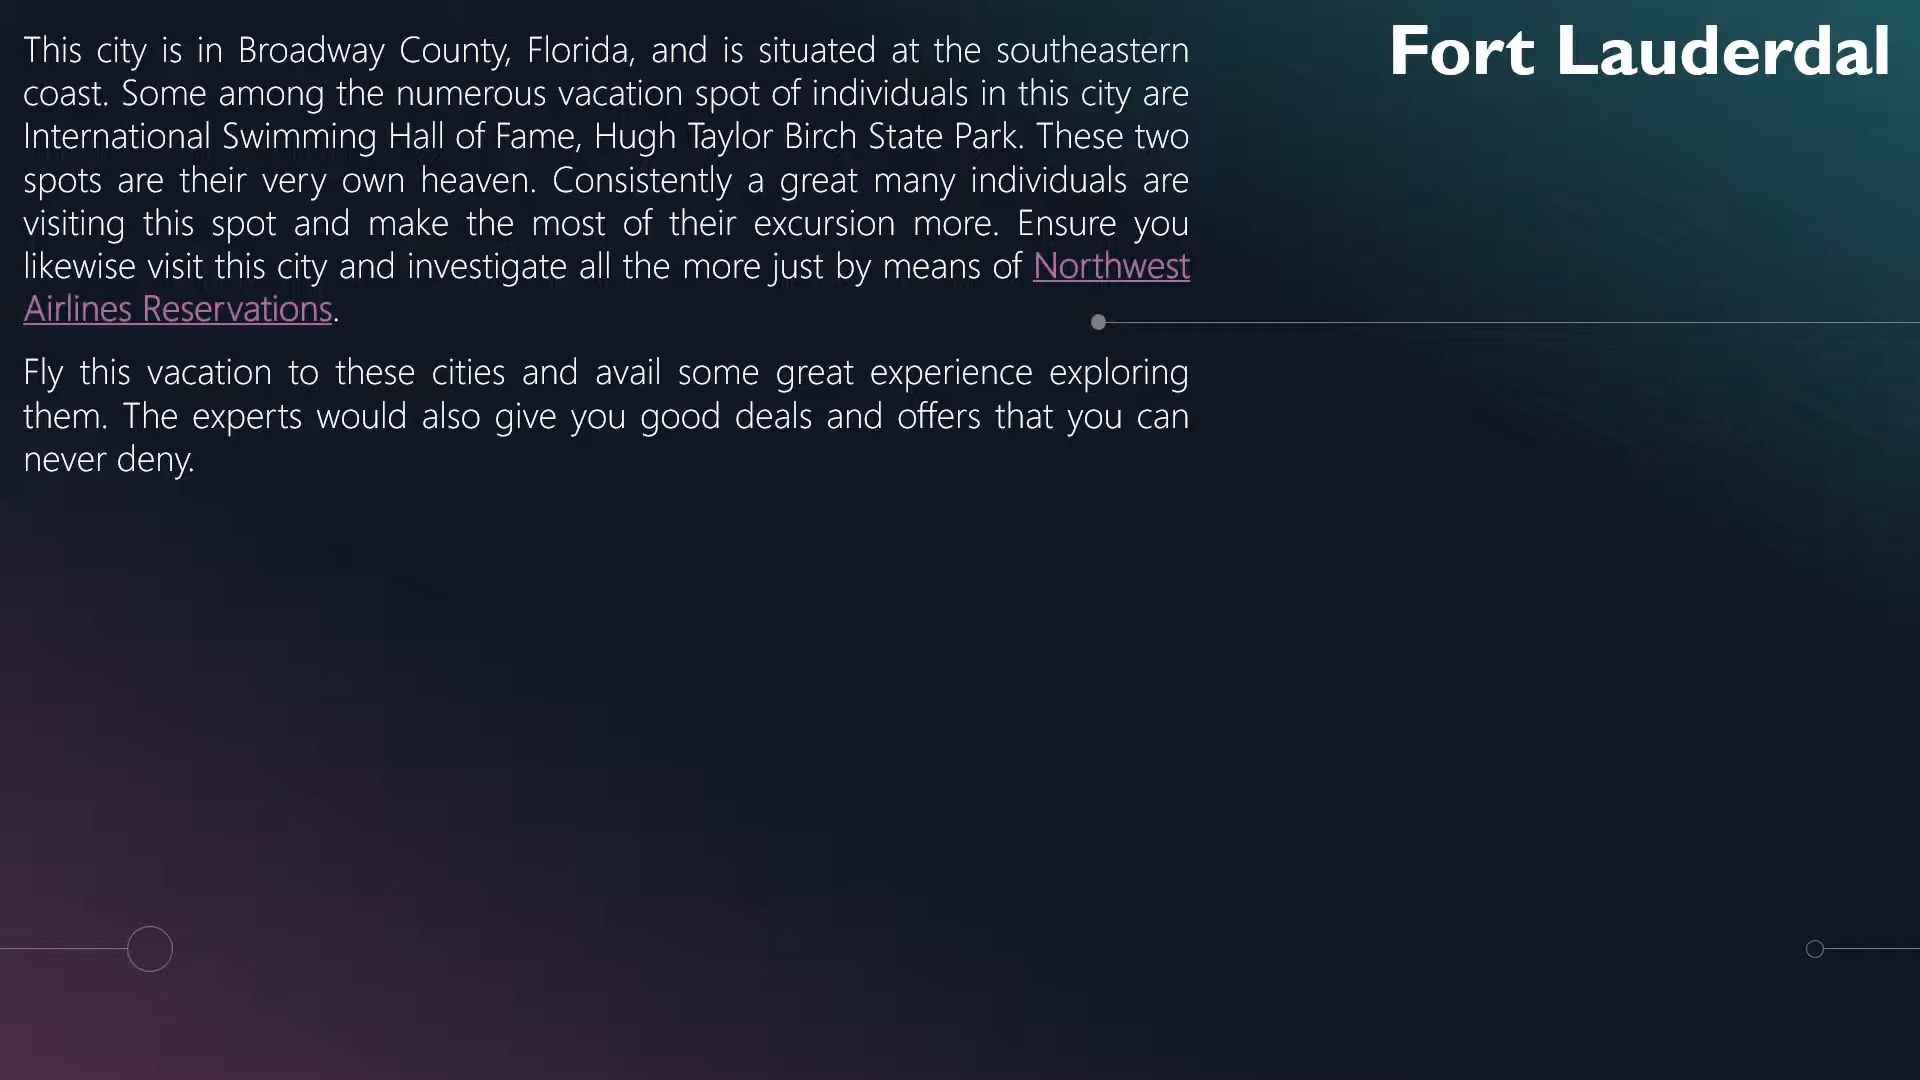 Fort Lauderdal
This city is in Broadway County, Florida, and is situated at the southeastern
coast. Some among the numerous vacation spot of individuals in this city are
International Swimming Hall of Fame, Hugh Taylor Birch State Park. These two
spots are their very own heaven. Consistently a great many individuals are
visiting this spot and make the most of their excursion more. Ensure you
likewise visit this city and investigate all the more just by means of Northwest
Airlines Reservations.
Fly this vacation to these cities and avail some great experience exploring
them. The experts would also give you good deals and offers that you can
never deny.